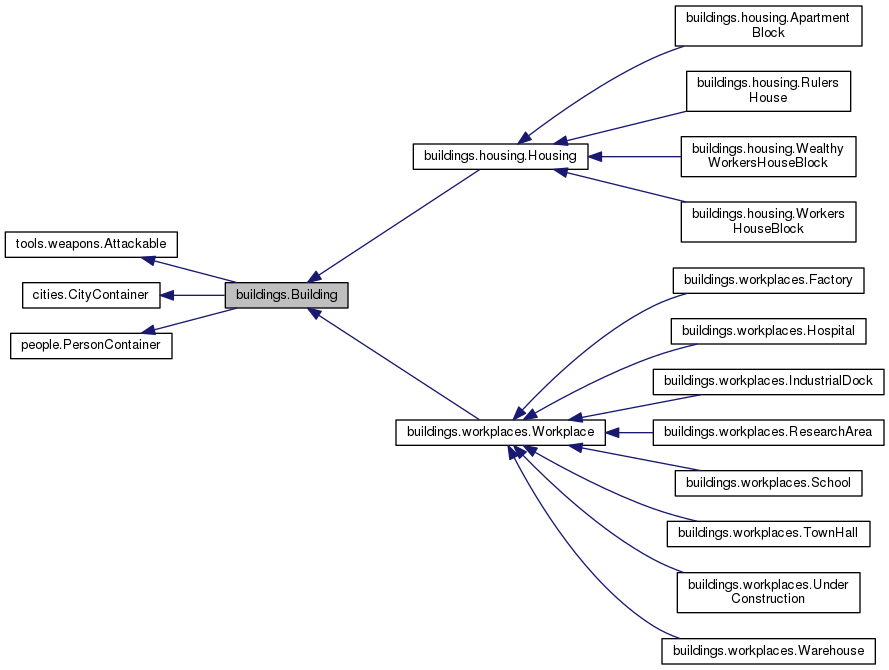 buildings.housing.Apartment
Block
buildings.housing.Rulers
House
buildings.housing.Wealthy
WorkersHouseBlock
buildings.housing.Housing
buildings.housing.Workers
HouseBlock
tools.weapons.Attackable
cities.CityContainer
buildings.Building
people.PersonContainer
buildings.workplaces.Factory
buildings.workplaces.Hospital
buildings.workplaces.IndustrialDock
buildings.workplaces.Workplace
buildings.workplaces.ResearchArea
buildings.workplaces.School
buildings.workplaces.TownHall
buildings.workplaces.Under
Construction
buildings.workplaces.Warehouse